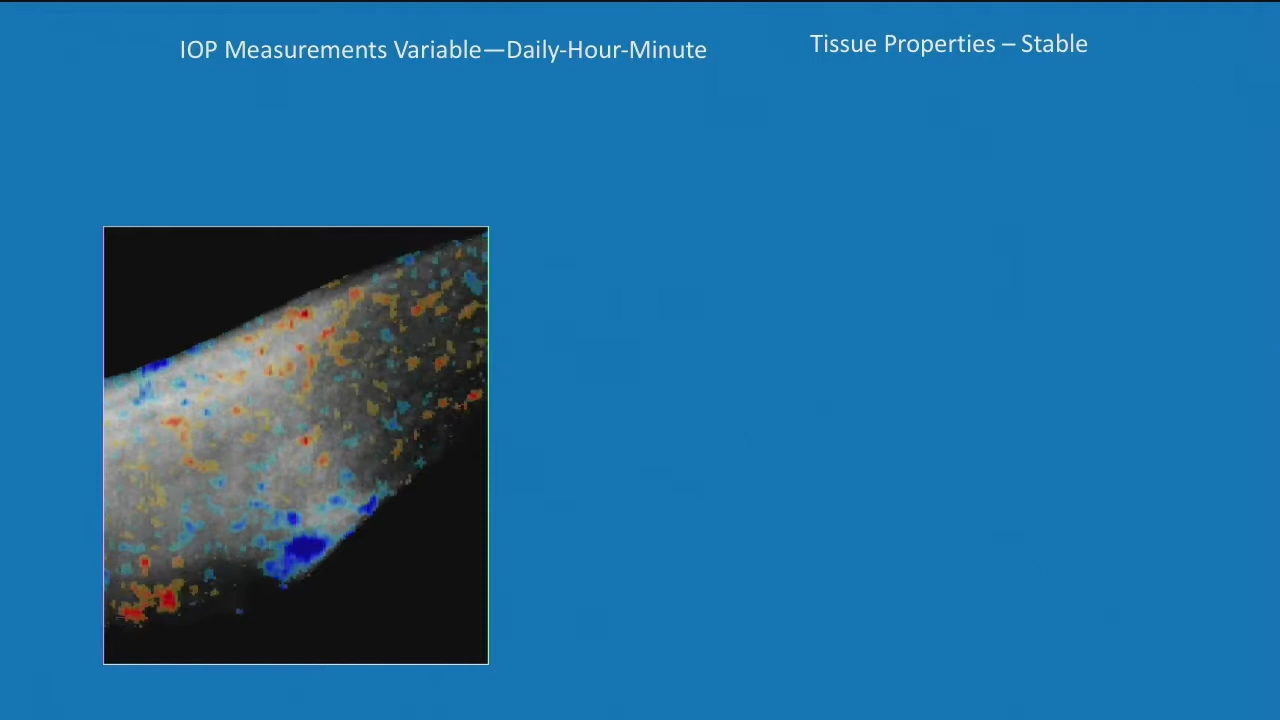 IOP Measurements Variable—Daily-Hour-Minute
Tissue Properties – Stable